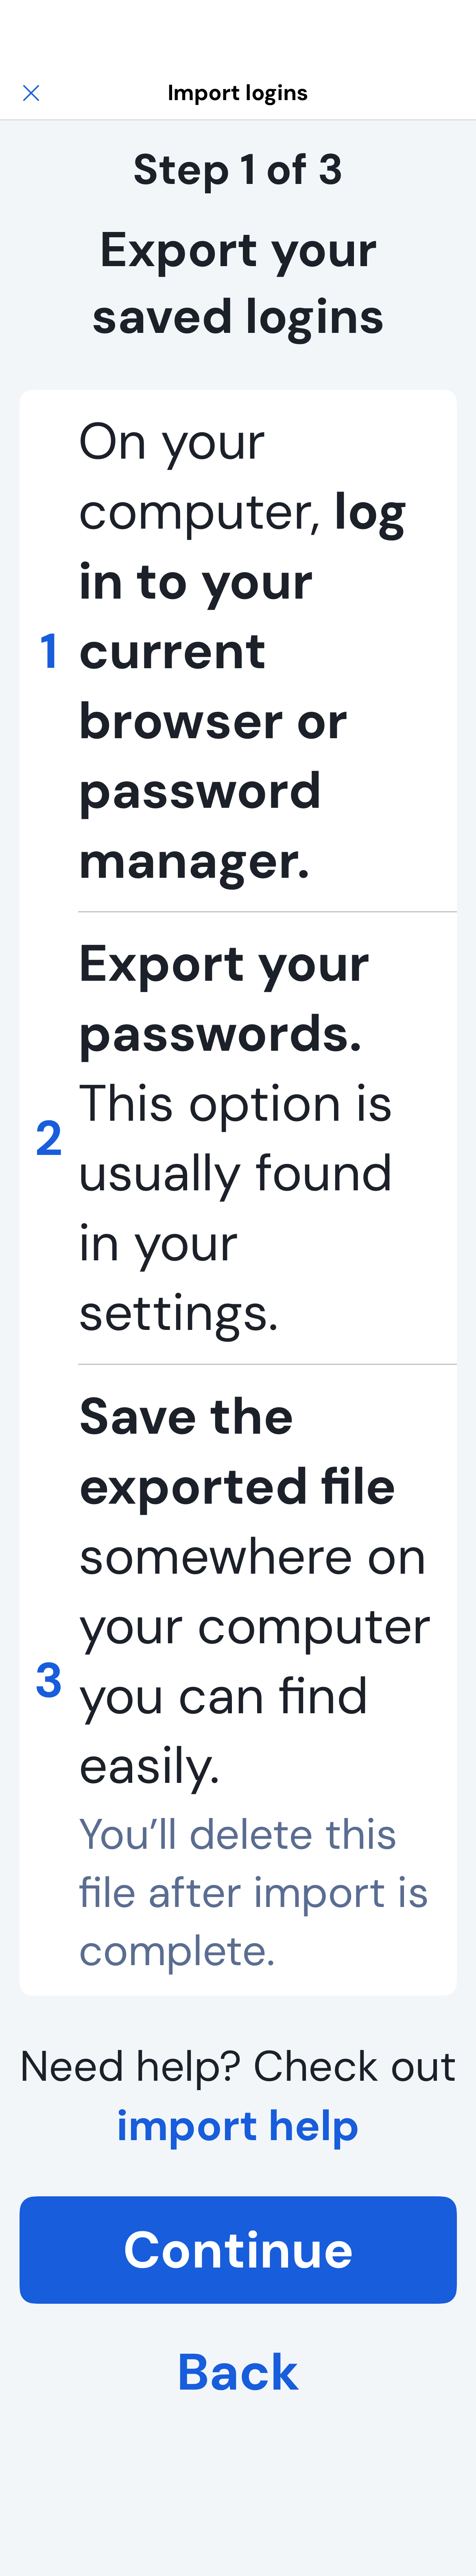 Import logins
Step 1 of 3
Export your
saved logins
On your
computer, log
in to your
1 current
browser or
password
manager.
Export your
passwords.
This option is
2
usually found
in your
settings.
Save the
exported file
somewhere on
your computer
3
you can find
easily.
You’ll delete this
file after import is
complete.
Need help? Check out
import help
Continue
Back